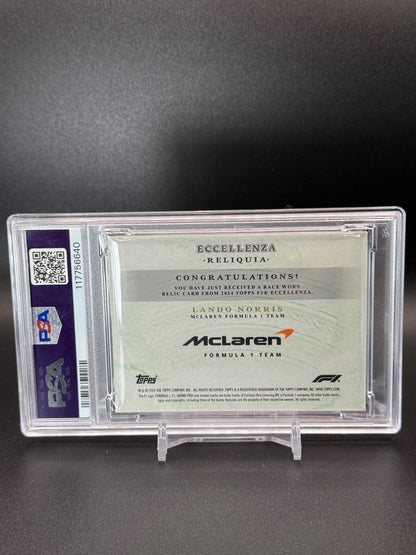 ECCELLENZA
-RELIQUIA-
CONGRATULATIONS!
YOU HAVE JUST RECEIVED A RACE WORN
RELIC CARD FROM 2024 TOPPS F1® ECCELLENZA.
LANDO NORRIS
MCLAREN FORMULA 1 TEAM
McLaren
FORMULA 1 TEAM
Topps
F1
PSA
117756640
PSA